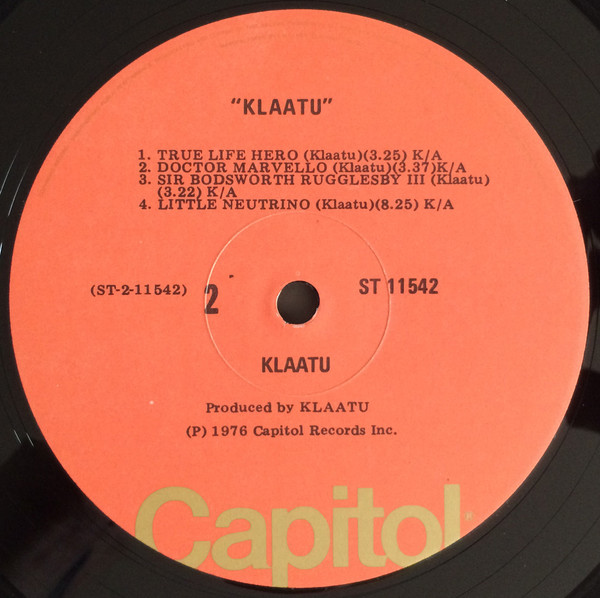 "KLAATU"
1. TRUE LIFE HERO (Klaatu)(3.25) K/A
2. DOCTOR MARVELLO (Klaatu)(3.37)K/A
3. SIR BODSWORTH RUGGLESBY III (Klaatu)
(3.22) K/A
4. LITTLE NEUTRINO (Klaatu)(8.25) K/A
(ST-2-11542) 2 ST 11542
KLAATU
Produced by KLAATU
(P) 1976 Capitol Records Inc.
Capitol®